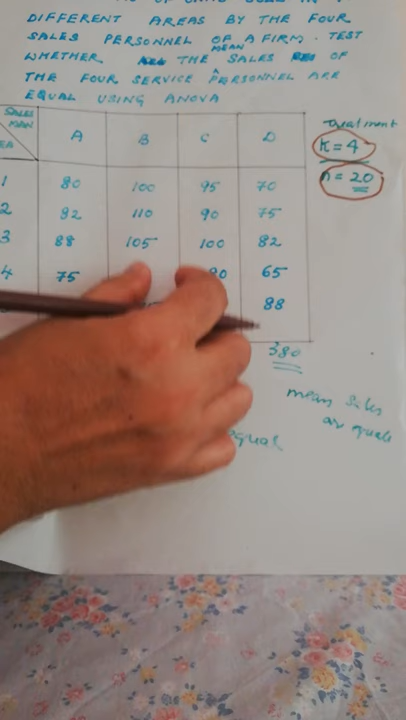 DIFFERENT AREAS BY THE FOUR
SALES PERSONNEL OF A FIRM. TEST
WHETHER THE MEAN SALES OF
THE FOUR SERVICE PERSONNEL ARE
EQUAL USING ANOVA
SALES MAN A B C D
Treatment
K = 4
n = 20
1 80 100 95 70
2 92 110 90 75
3 88 105 100 82
4 75 65
88
380
mean sales
are equal
equal